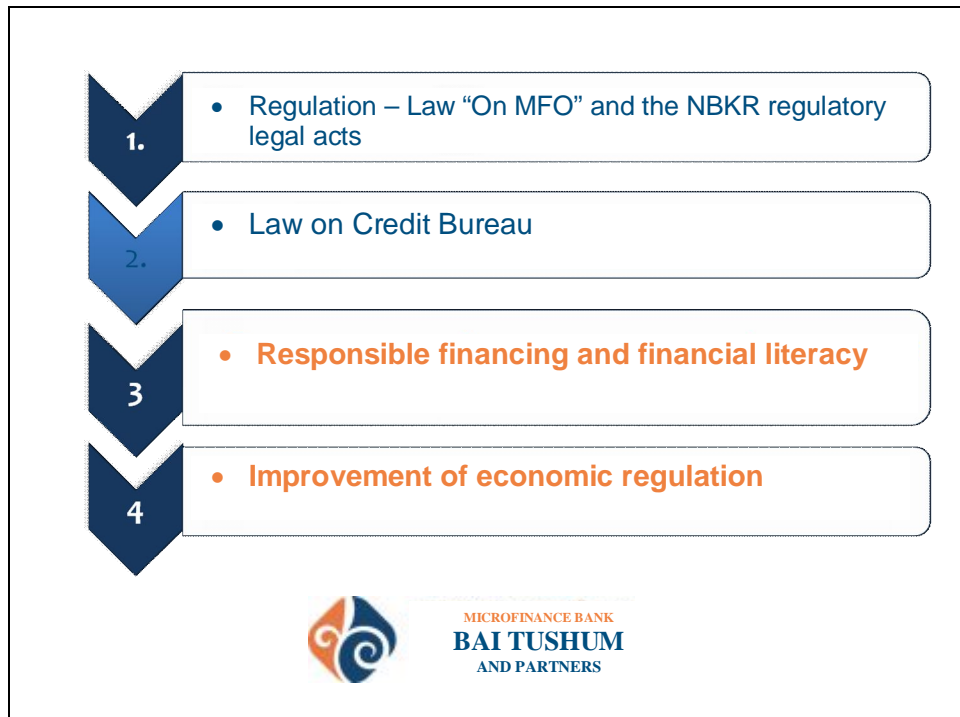 1.
• Regulation – Law “On MFO” and the NBKR regulatory
legal acts
2.
• Law on Credit Bureau
3
• Responsible financing and financial literacy
4
• Improvement of economic regulation
MICROFINANCE BANK
BAI TUSHUM
AND PARTNERS